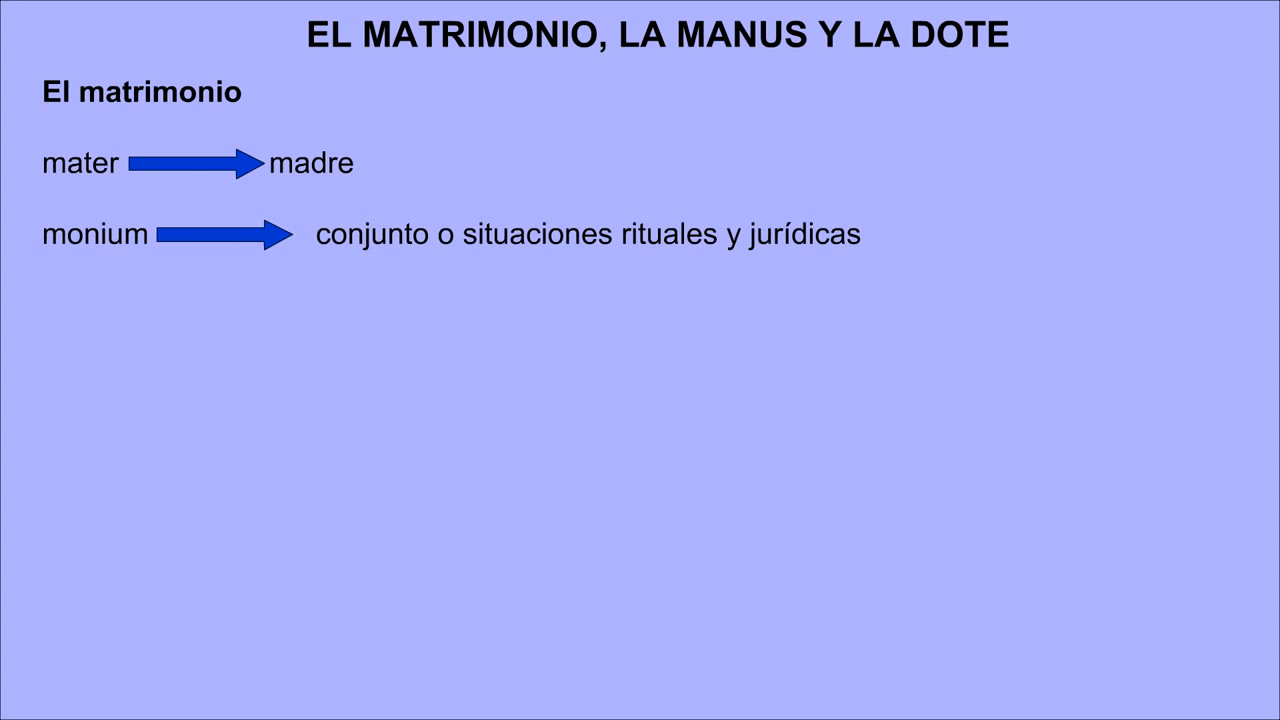 EL MATRIMONIO, LA MANUS Y LA DOTE
El matrimonio
mater madre
monium conjunto o situaciones rituales y jurídicas